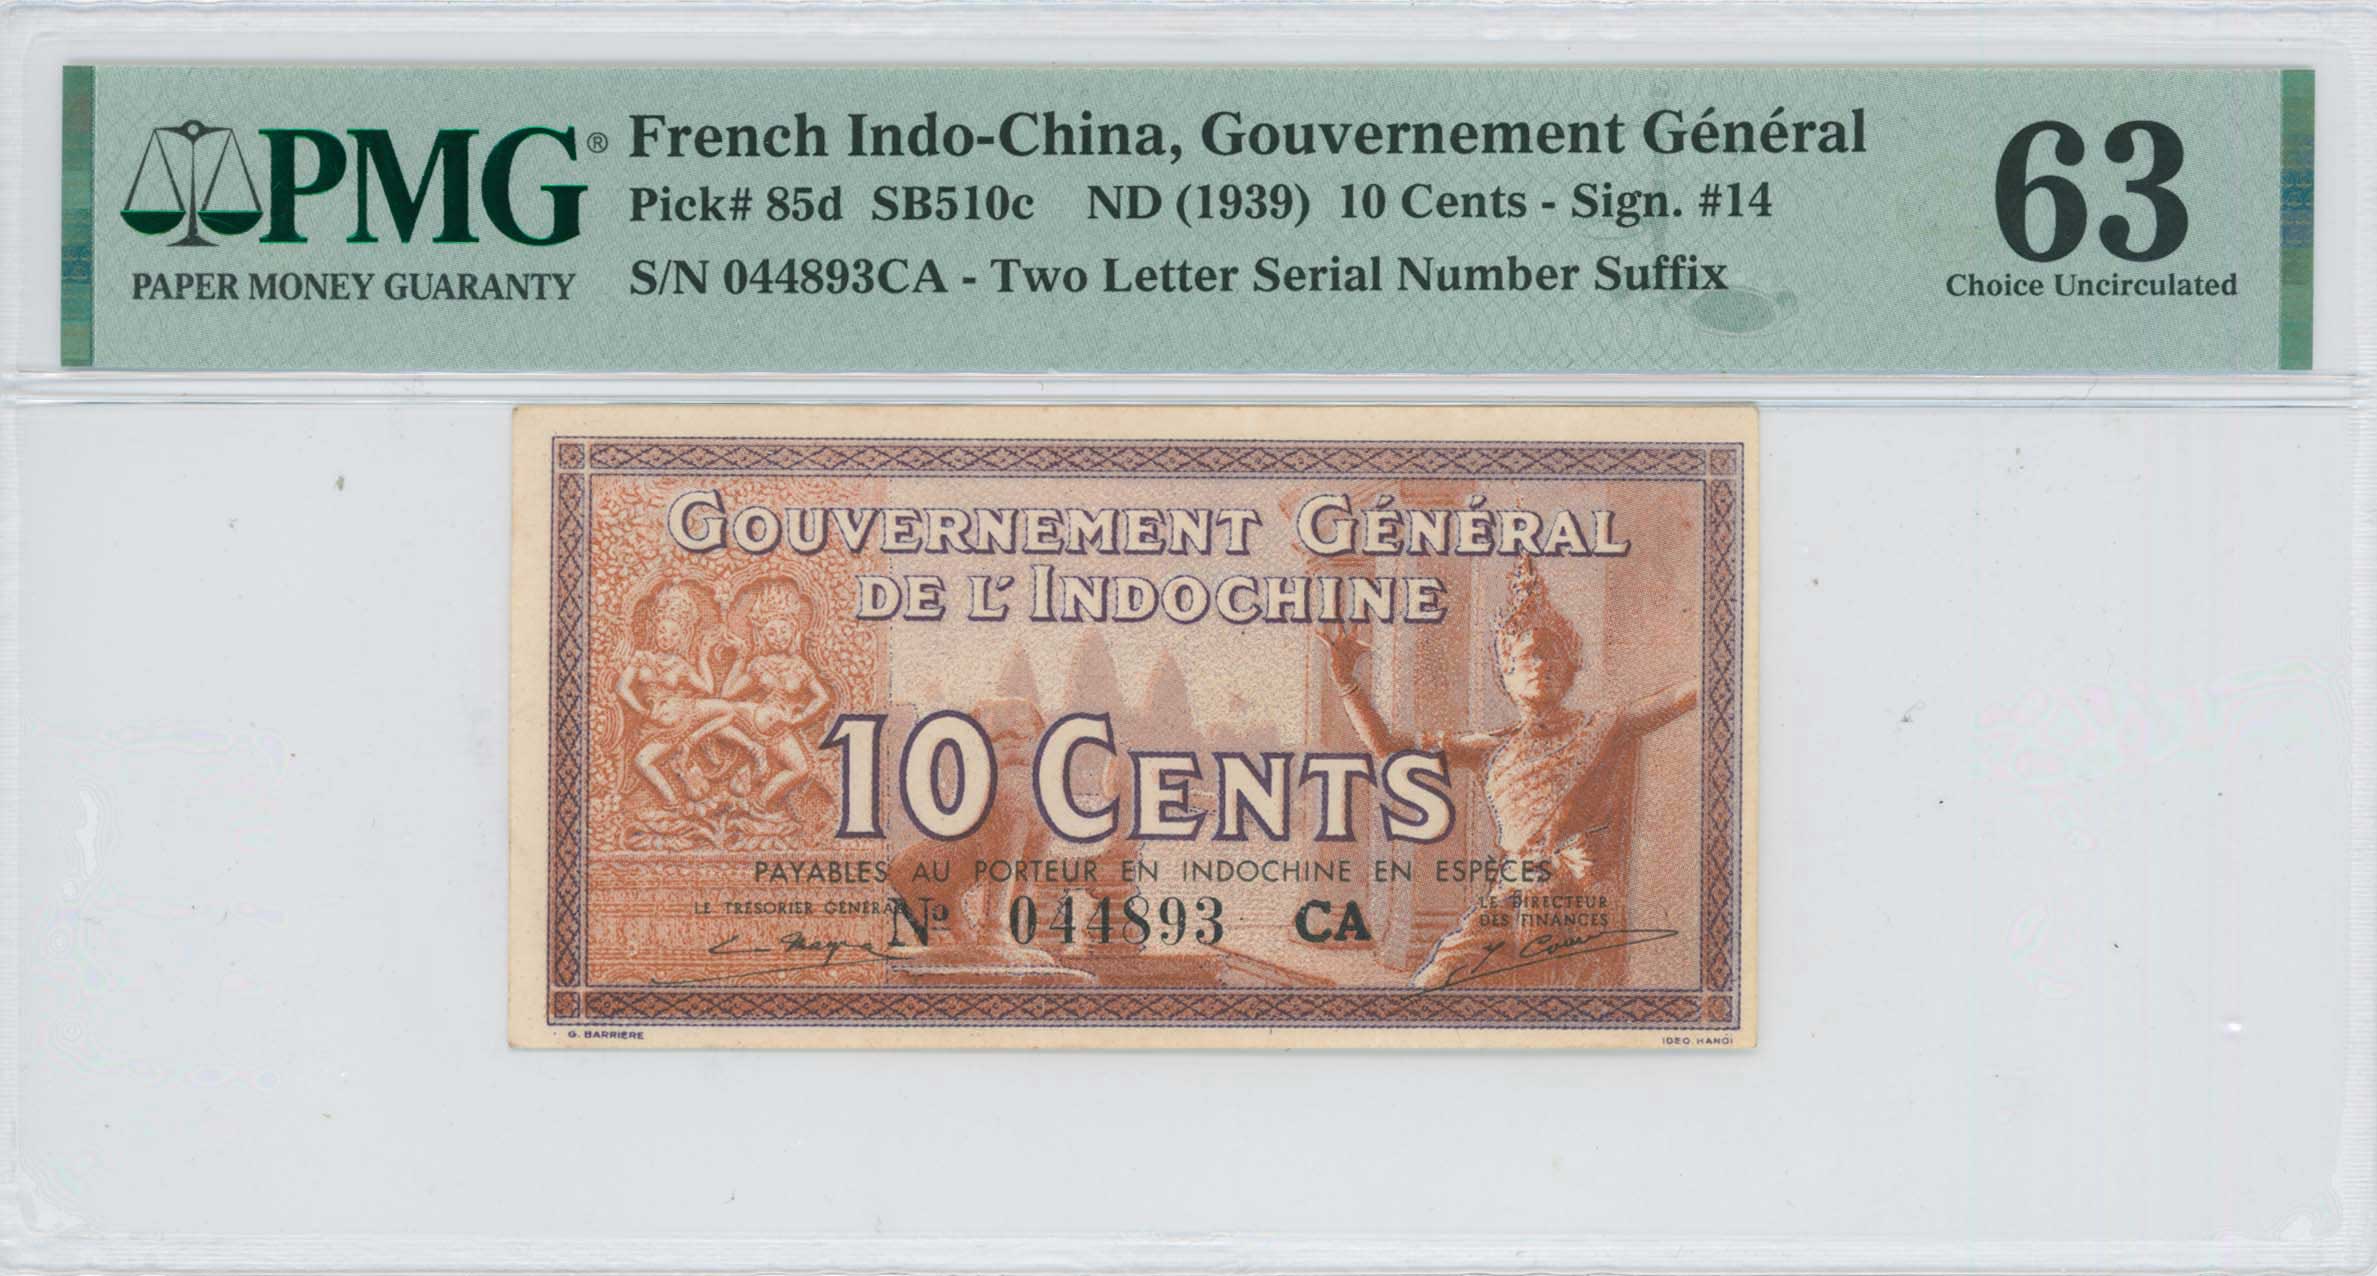 PMG®
PAPER MONEY GUARANTY
French Indo-China, Gouvernement Général
Pick# 85d SB510c ND (1939) 10 Cents - Sign. #14
S/N 044893CA - Two Letter Serial Number Suffix
63
Choice Uncirculated
GOUVERNEMENT GÉNÉRAL
DE L'INDOCHINE
10 CENTS
PAYABLES AU PORTEUR EN INDOCHINE EN ESPÈCES
LE TRÉSORIER GÉNÉRAL
Nº 044893 CA
LE DIRECTEUR
DES FINANCES
G. BARRIÈRE
IDEO. HANOI